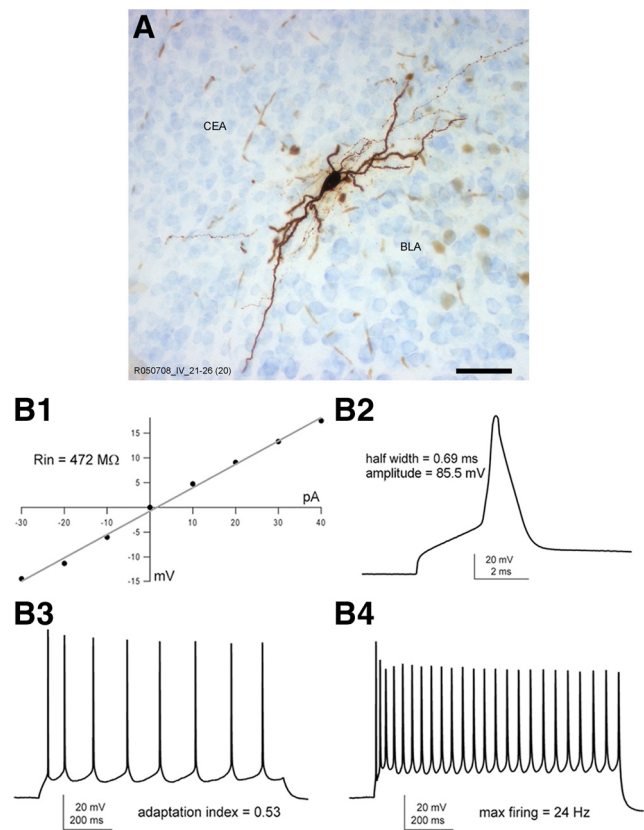 A
CEA
BLA
R050708_IV_21-26 (20)
B1
Rin = 472 MΩ
15
10
5
pA
-30 -20 -10 0 10 20 30 40
-5
-10
-15
mV
B2
half width = 0.69 ms
amplitude = 85.5 mV
20 mV
2 ms
B3
20 mV
200 ms
adaptation index = 0.53
B4
20 mV
200 ms
max firing = 24 Hz